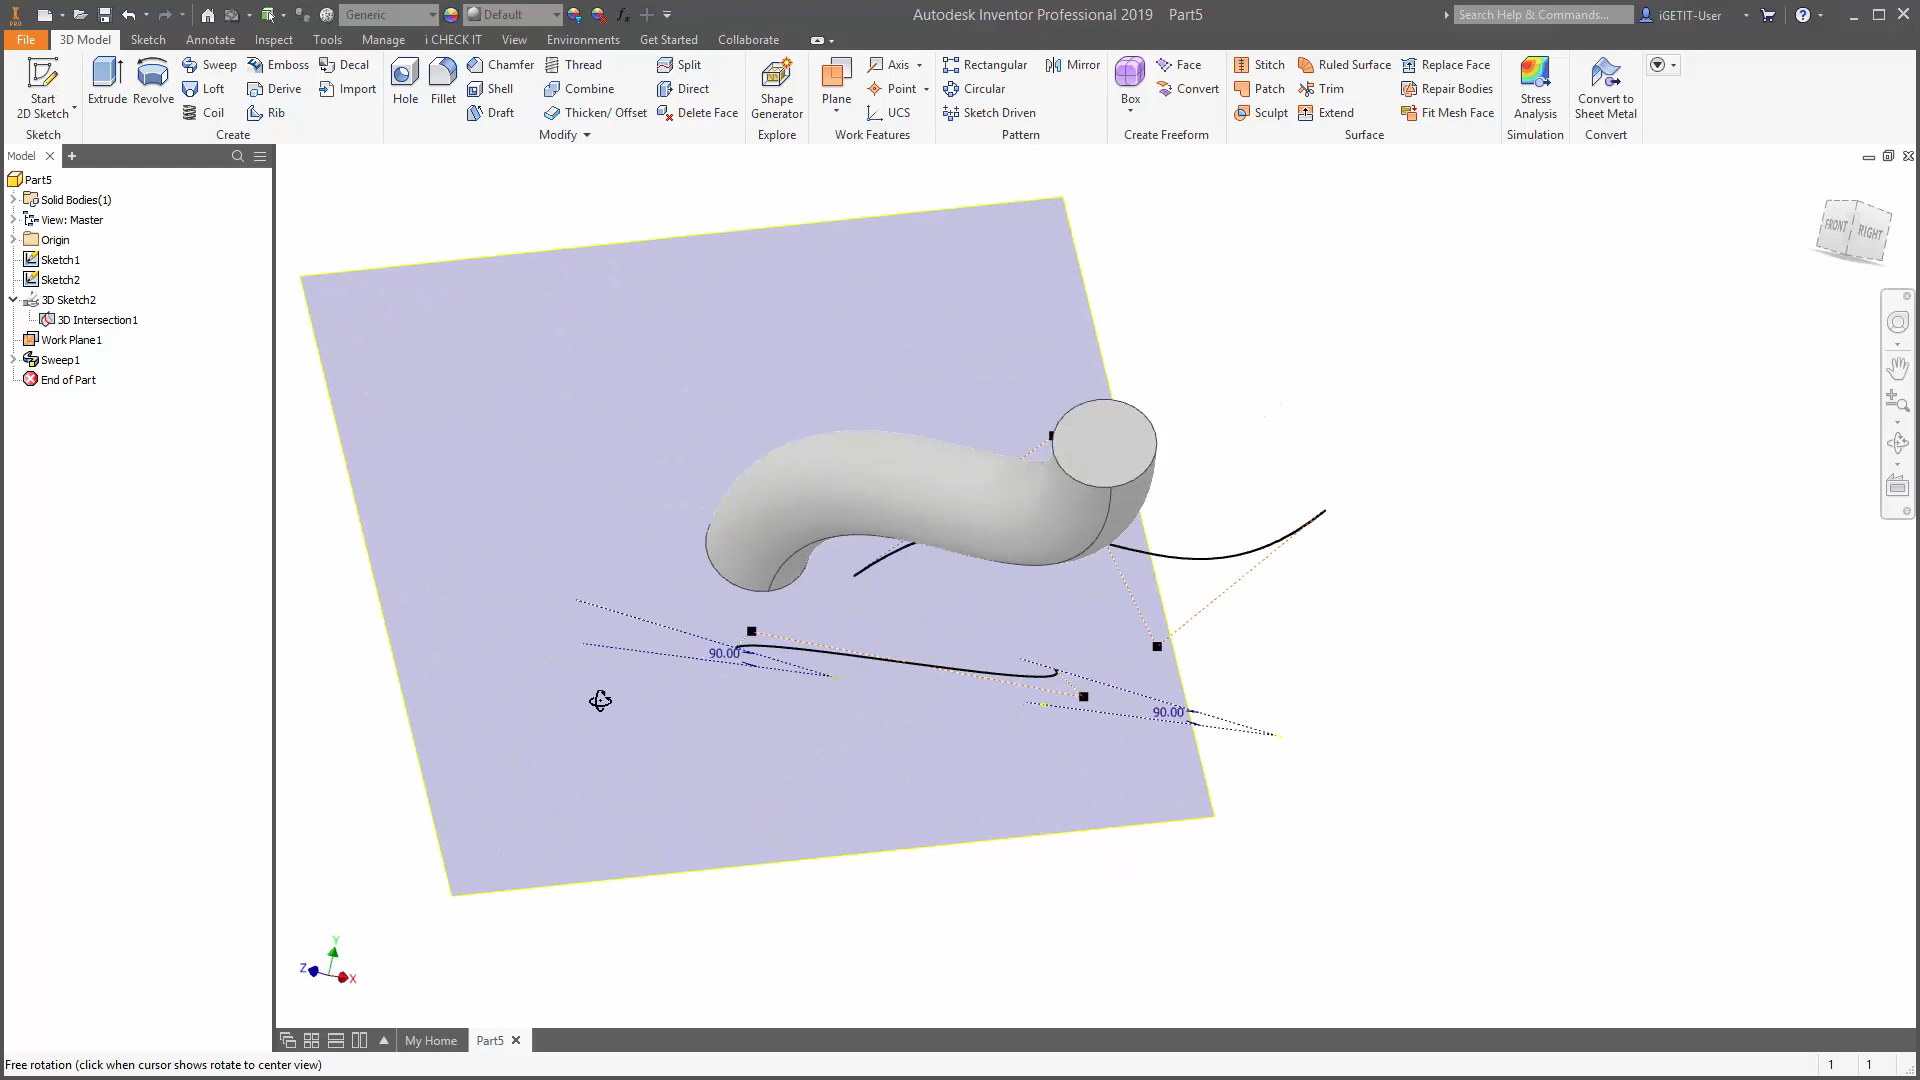 Generic
Default
Autodesk Inventor Professional 2019 Part5
Search Help & Commands...
iGETIT-User
File
3D Model
Sketch
Annotate
Inspect
Tools
Manage
i CHECK IT
View
Environments
Get Started
Collaborate
Start
2D Sketch
Sketch
Extrude
Revolve
Sweep
Emboss
Decal
Loft
Derive
Import
Coil
Rib
Create
Hole
Fillet
Chamfer
Thread
Split
Shell
Combine
Direct
Draft
Thicken/ Offset
Delete Face
Modify
Shape
Generator
Explore
Plane
Axis
Point
UCS
Work Features
Rectangular
Mirror
Circular
Sketch Driven
Pattern
Box
Face
Convert
Create Freeform
Stitch
Ruled Surface
Replace Face
Patch
Trim
Repair Bodies
Sculpt
Extend
Fit Mesh Face
Surface
Stress
Analysis
Simulation
Convert to
Sheet Metal
Convert
Model
Part5
Solid Bodies(1)
View: Master
Origin
Sketch1
Sketch2
3D Sketch2
3D Intersection1
Work Plane1
Sweep1
End of Part
FRONT
RIGHT
90.00
90.00
Y
Z
X
My Home
Part5
Free rotation (click when cursor shows rotate to center view)
1
1